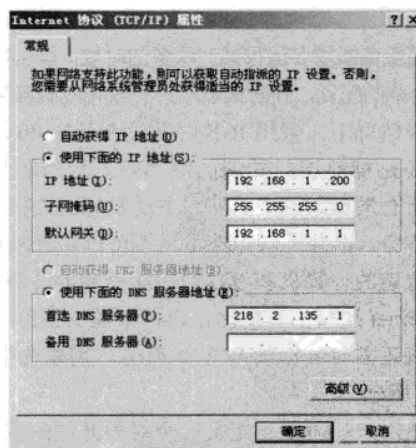 Internet 协议 (TCP/IP) 属性
常规
如果网络支持此功能，则可以获取自动指派的 IP 设置。否则，
您需要从网络系统管理员处获得适当的 IP 设置。
自动获得 IP 地址(O)
使用下面的 IP 地址(S):
IP 地址(I): 192 .168 . 1 .200
子网掩码(U): 255 .255 .255 . 0
默认网关(D): 192 .168 . 1 . 1
自动获得 DNS 服务器地址(B)
使用下面的 DNS 服务器地址(E):
首选 DNS 服务器(P): 218 . 2 .135 . 1
备用 DNS 服务器(A): . . .
高级(V)...
确定 取消